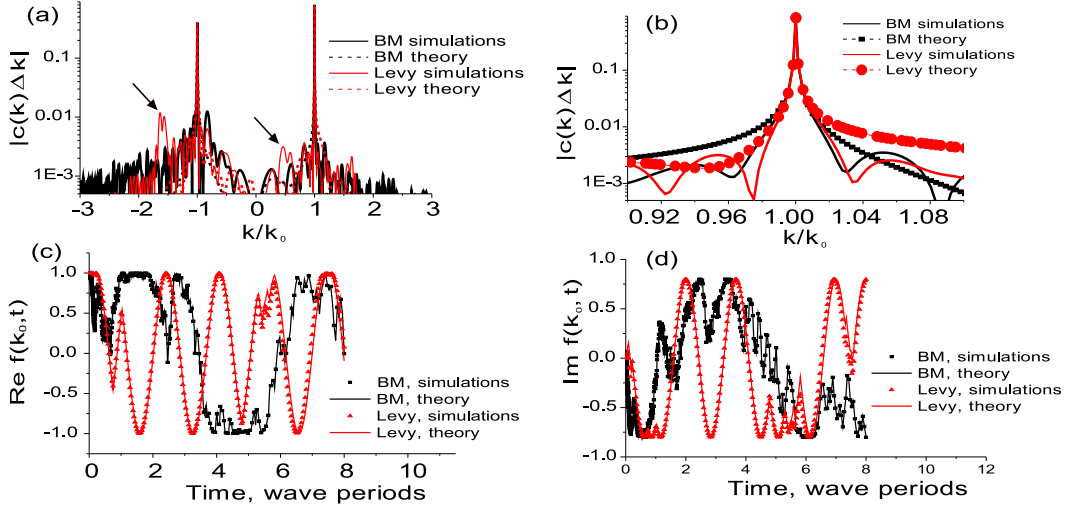 (a)
|c(k)Δk|
0.1
0.01
1E-3
BM simulations
BM theory
Levy simulations
Levy theory
-3 -2 -1 0 1 2 3
k/k₀
(b)
|c(k)Δk|
0.1
0.01
1E-3
BM simulations
BM theory
Levy simulations
Levy theory
0.92 0.96 1.00 1.04 1.08
k/k₀
(c)
Re f(k₀,t)
1.0
0.5
0.0
-0.5
-1.0
BM, simulations
BM, theory
Levy, simulations
Levy, theory
0 2 4 6 8 10
Time, wave periods
(d)
Im f(k₀,t)
1.0
0.5
0.0
-0.5
-1.0
BM, simulations
BM, theory
Levy, simulations
Levy, theory
0 2 4 6 8 10 12
Time, wave periods